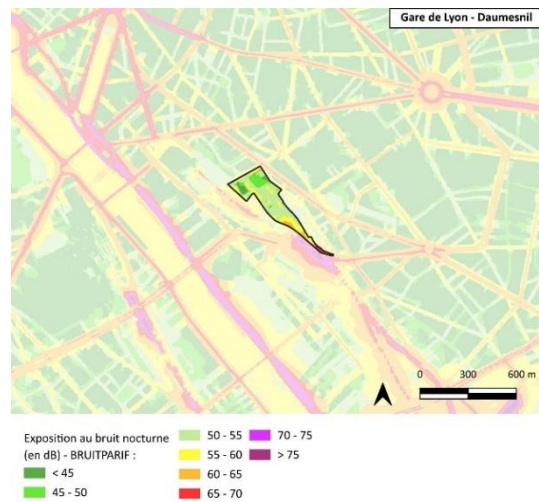 Gare de Lyon - Daumesnil
0 300 600 m
Exposition au bruit nocturne
(en dB) - BRUITPARIF :
< 45
45 - 50
50 - 55
55 - 60
60 - 65
65 - 70
70 - 75
> 75